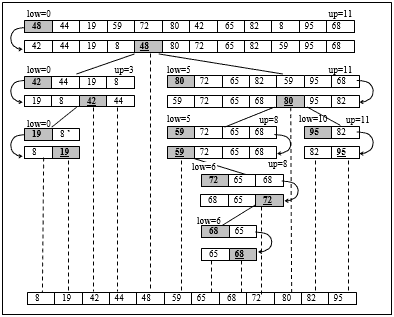 low=0 up=11
48 44 19 59 72 80 42 65 82 8 95 68
42 44 19 8 48 80 72 65 82 59 95 68
low=0 up=3 low=5 up=11
42 44 19 8 80 72 65 82 59 95 68
19 8 42 44 59 72 65 68 80 95 82
low=0 low=5 up=8 low=10 up=11
19 8 59 72 65 68 95 82
8 19 59 72 65 68 82 95
low=6 up=8
72 65 68
68 65 72
low=6
68 65
65 68
8 19 42 44 48 59 65 68 72 80 82 95